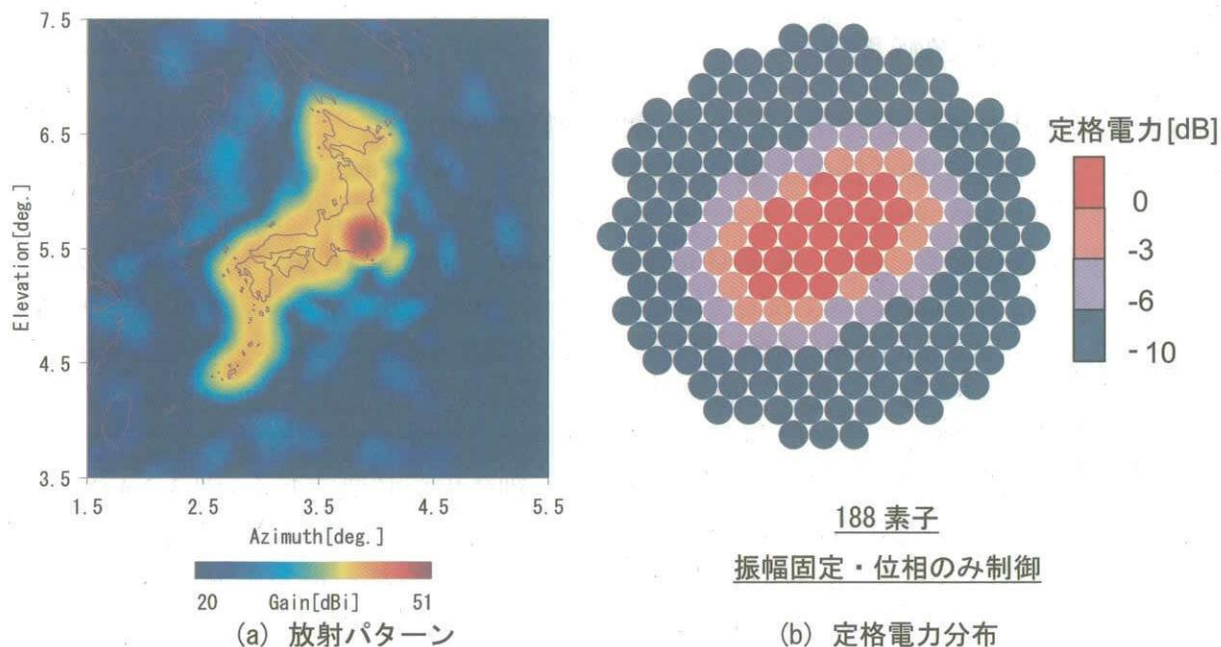 7.5
6.5
5.5
4.5
3.5
Elevation[deg.]
1.5 2.5 3.5 4.5 5.5
Azimuth[deg.]
20 Gain[dBi] 51
(a) 放射パターン
定格電力[dB]
0
-3
-6
-10
188 素子
振幅固定・位相のみ制御
(b) 定格電力分布